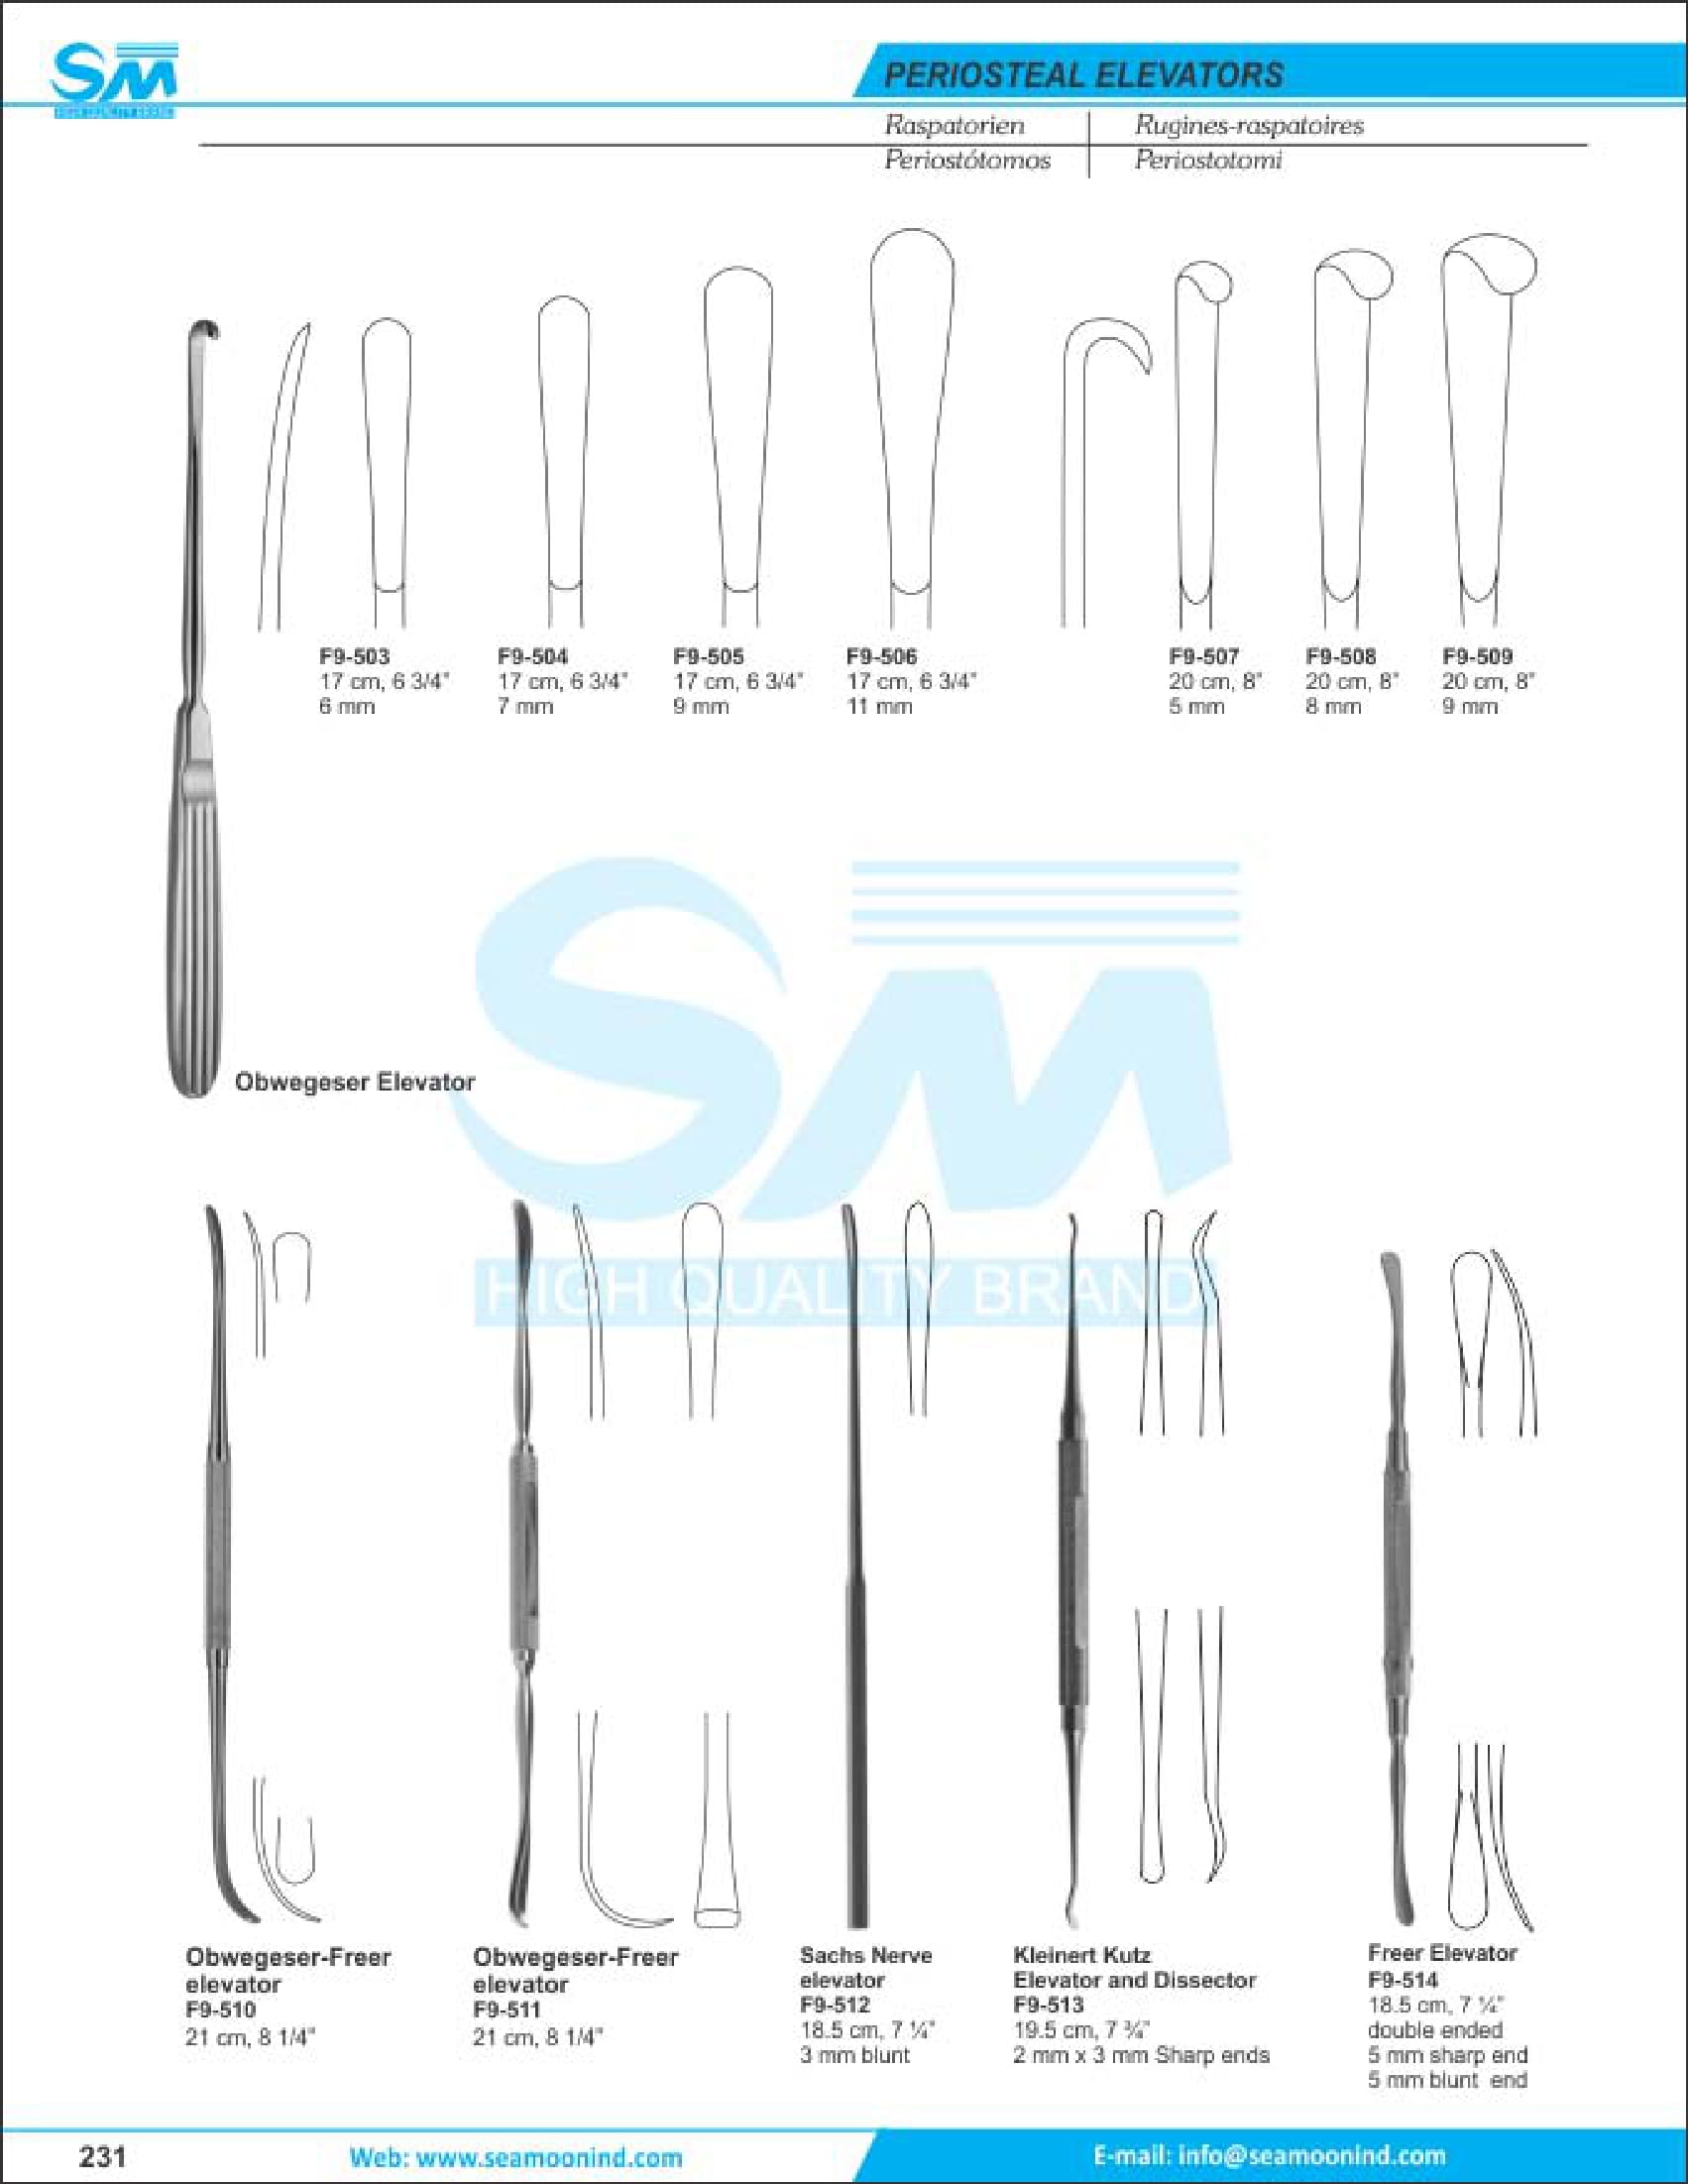 SM
PERIOSTEAL ELEVATORS
Raspatorien
Rugines-raspatoires
Periostótomos
Periostotomi
F9-503
17 cm, 6 3/4"
6 mm
F9-504
17 cm, 6 3/4"
7 mm
F9-505
17 cm, 6 3/4"
9 mm
F9-506
17 cm, 6 3/4"
11 mm
F9-507
20 cm, 8"
5 mm
F9-508
20 cm, 8"
8 mm
F9-509
20 cm, 8"
9 mm
Obwegeser Elevator
SM
HIGH QUALITY BRAND
Obwegeser-Freer
elevator
F9-510
21 cm, 8 1/4"
Obwegeser-Freer
elevator
F9-511
21 cm, 8 1/4"
Sachs Nerve
elevator
F9-512
18.5 cm, 7 ¼"
3 mm blunt
Kleinert Kutz
Elevator and Dissector
F9-513
19.5 cm, 7 ¾"
2 mm x 3 mm Sharp ends
Freer Elevator
F9-514
18.5 cm, 7 ¼"
double ended
5 mm sharp end
5 mm blunt end
231
Web: www.seamoonind.com
E-mail: info@seamoonind.com